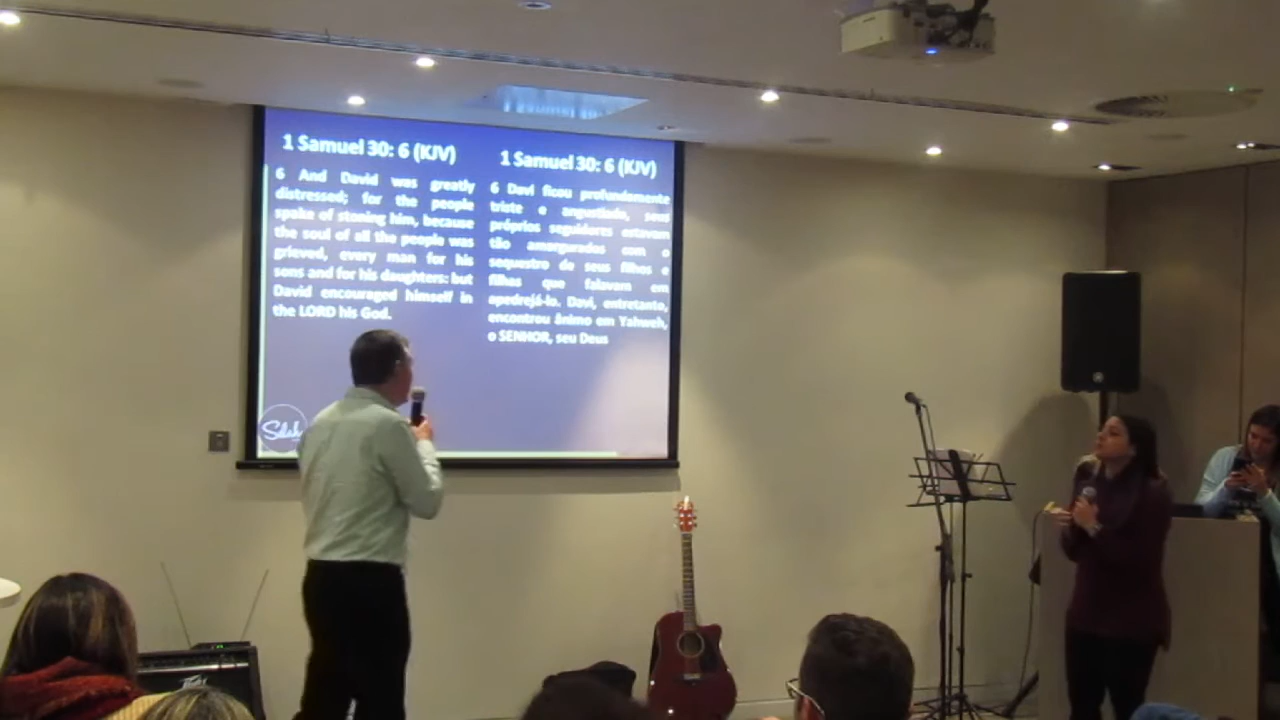 1 Samuel 30: 6 (KJV)
6 And David was greatly
distressed; for the people
spake of stoning him, because
the soul of all the people was
grieved, every man for his
sons and for his daughters: but
David encouraged himself in
the LORD his God.
1 Samuel 30: 6 (KJV)
6 Davi ficou profundamente
triste e angustiado, seus
próprios seguidores estavam
tão amargurados com o
sequestro de seus filhos e
filhas que falavam em
apedrejá-lo. Davi, entretanto,
encontrou ânimo em Yahweh,
o SENHOR, seu Deus
Selah